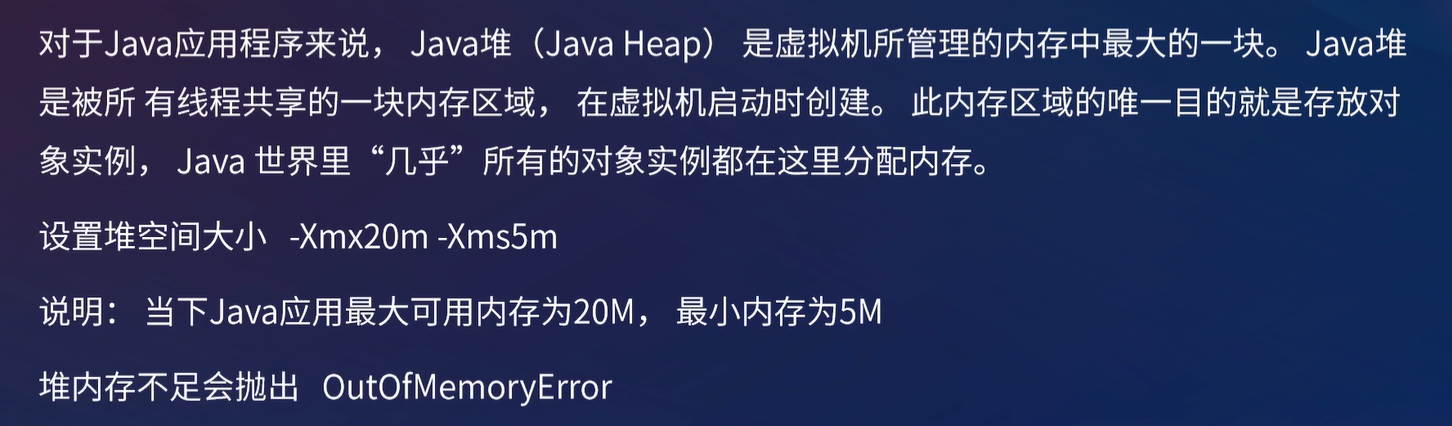 对于Java应用程序来说， Java堆（Java Heap） 是虚拟机所管理的内存中最大的一块。 Java堆
是被所 有线程共享的一块内存区域， 在虚拟机启动时创建。 此内存区域的唯一目的就是存放对
象实例， Java 世界里“几乎”所有的对象实例都在这里分配内存。
设置堆空间大小 -Xmx20m -Xms5m
说明： 当下Java应用最大可用内存为20M， 最小内存为5M
堆内存不足会抛出 OutOfMemoryError